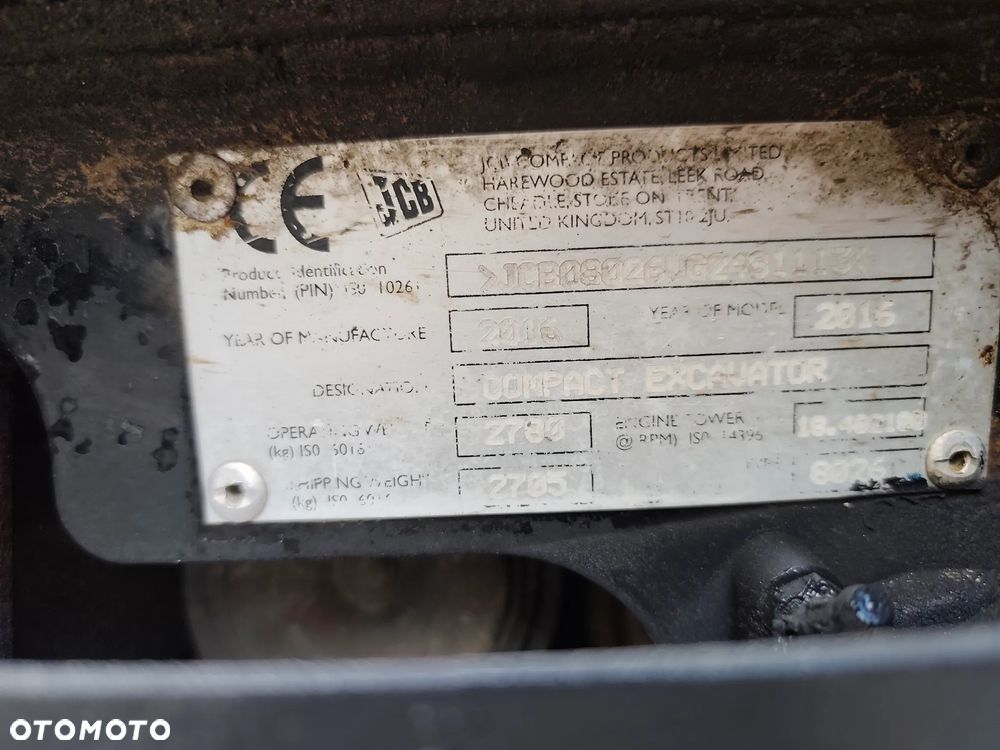 CE
JCB
JCB COMPACT PRODUCTS LIMITED
HAREWOOD ESTATE, LEEK ROAD,
CHEADLE, STOKE ON TRENT,
UNITED KINGDOM, ST10 2JU.
Product Identification
Number (PIN)
YEAR OF MANUFACTURE 2016 YEAR OF MODEL 2016
DESIGNATION COMPACT EXCAVATOR
OPERATING WEIGHT 2780 ENGINE POWER
(kg) ISO 6016 (@ RPM) ISO 14396
SHIPPING WEIGHT 2705 8026
(kg) ISO 6016
OTOMOTO